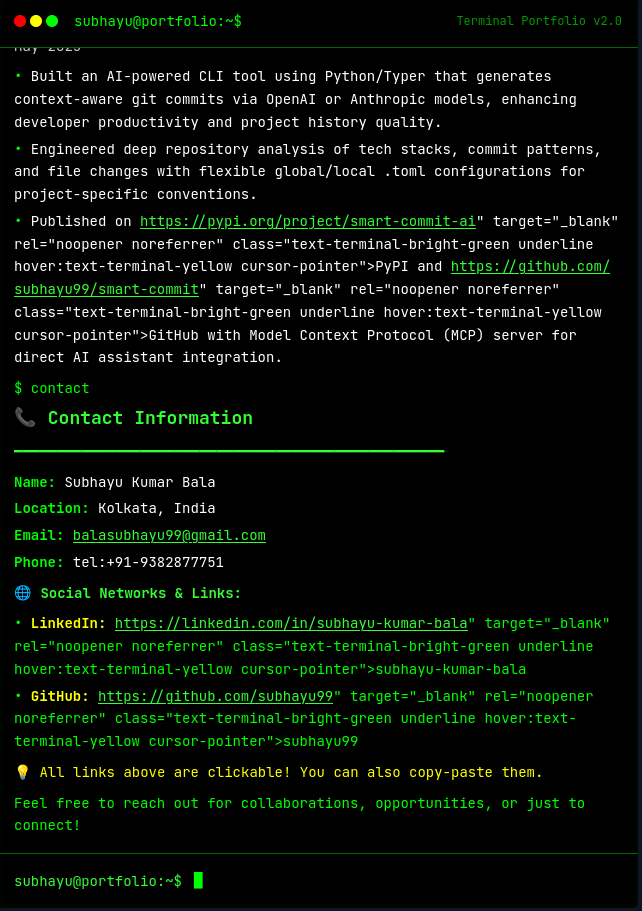 subhayu@portfolio:~$
Terminal Portfolio v2.0
May 2025
• Built an AI-powered CLI tool using Python/Typer that generates
context-aware git commits via OpenAI or Anthropic models, enhancing
developer productivity and project history quality.
• Engineered deep repository analysis of tech stacks, commit patterns,
and file changes with flexible global/local .toml configurations for
project-specific conventions.
• Published on https://pypi.org/project/smart-commit-ai" target="_blank"
rel="noopener noreferrer" class="text-terminal-bright-green underline
hover:text-terminal-yellow cursor-pointer">PyPI and https://github.com/
subhayu99/smart-commit" target="_blank" rel="noopener noreferrer"
class="text-terminal-bright-green underline hover:text-terminal-yellow
cursor-pointer">GitHub with Model Context Protocol (MCP) server for
direct AI assistant integration.
$ contact
📞 Contact Information
Name: Subhayu Kumar Bala
Location: Kolkata, India
Email: balasubhayu99@gmail.com
Phone: tel:+91-9382877751
🌐 Social Networks & Links:
• LinkedIn: https://linkedin.com/in/subhayu-kumar-bala" target="_blank"
rel="noopener noreferrer" class="text-terminal-bright-green underline
hover:text-terminal-yellow cursor-pointer">subhayu-kumar-bala
• GitHub: https://github.com/subhayu99" target="_blank" rel="noopener
noreferrer" class="text-terminal-bright-green underline hover:text-
terminal-yellow cursor-pointer">subhayu99
💡 All links above are clickable! You can also copy-paste them.
Feel free to reach out for collaborations, opportunities, or just to
connect!
subhayu@portfolio:~$